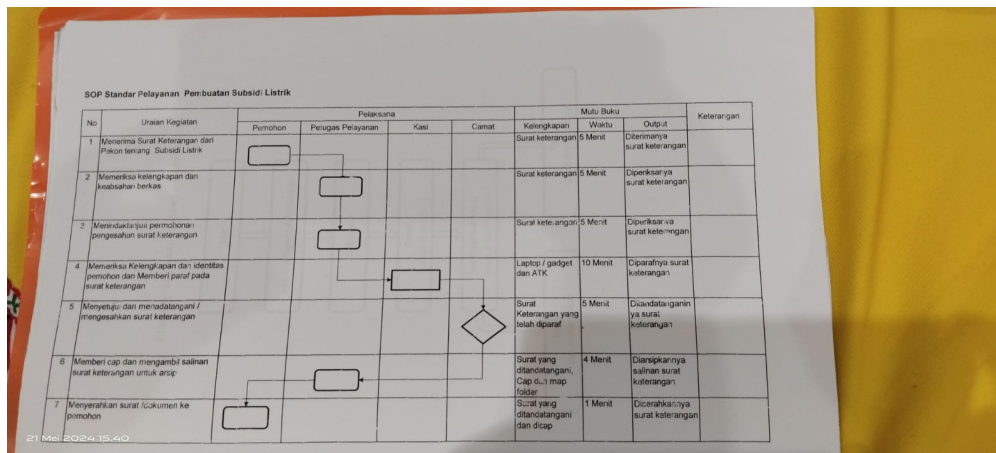 SOP Standar Pelayanan Pembuatan Subsidi Listrik
No Uraian Kegiatan Pelaksana Mutu Buku Keterangan
Pemohon Petugas Pelayanan Kasi Camat Kelengkapan Waktu Output
1 Menerima Surat Keterangan dari Surat keterangan 5 Menit Diterimanya
Pekon tentang Subsidi Listrik surat keterangan
2 Memeriksa kelengkapan dan Surat keterangan 5 Menit Diperiksanya
keabsahan berkas surat keterangan
3 Menindaklanjuti permohonan Surat keterangan 5 Menit Diperiksanya
pengesahan surat keterangan surat keterangan
4 Memeriksa Kelengkapan dan identitas Laptop / gadget 10 Menit Diparafnya surat
pemohon dan Memberi paraf pada dan ATK keterangan
surat keterangan
5 Menyetujui dan menadatangani / Surat 5 Menit Ditandatanganin
mengesahkan surat keterangan Keterangan yang ya surat
telah diparaf keterangan
6 Memberi cap dan mengambil salinan Surat yang 4 Menit Diarsipkannya
surat keterangan untuk arsip ditandatangani, salinan surat
Cap dan map keterangan
folder
7 Menyerahkan surat /dokumen ke Surat yang 1 Menit Dicerahkannya
pemohon ditandatangani surat keterangan
dan dicap
21 Mei 2024 15.40